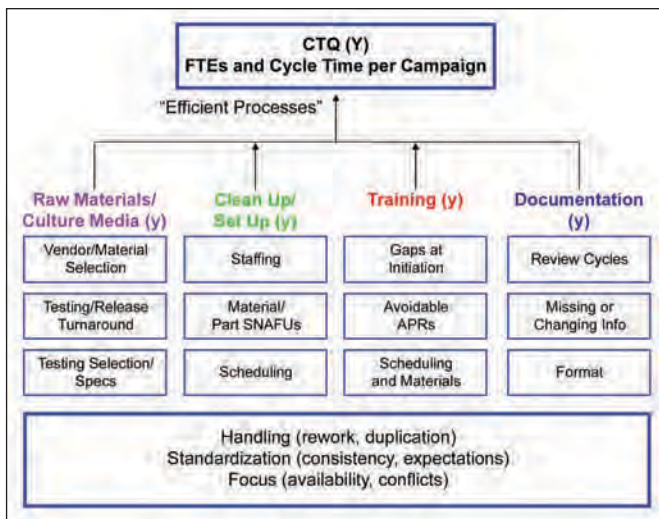 CTQ (Y)
FTEs and Cycle Time per Campaign
“Efficient Processes”
Raw Materials/
Culture Media (y)
Vendor/Material
Selection
Testing/Release
Turnaround
Testing Selection/
Specs
Clean Up/
Set Up (y)
Staffing
Material/
Part SNAFUs
Scheduling
Training (y)
Gaps at
Initiation
Avoidable
APRs
Scheduling
and Materials
Documentation
(y)
Review Cycles
Missing or
Changing Info
Format
Handling (rework, duplication)
Standardization (consistency, expectations)
Focus (availability, conflicts)